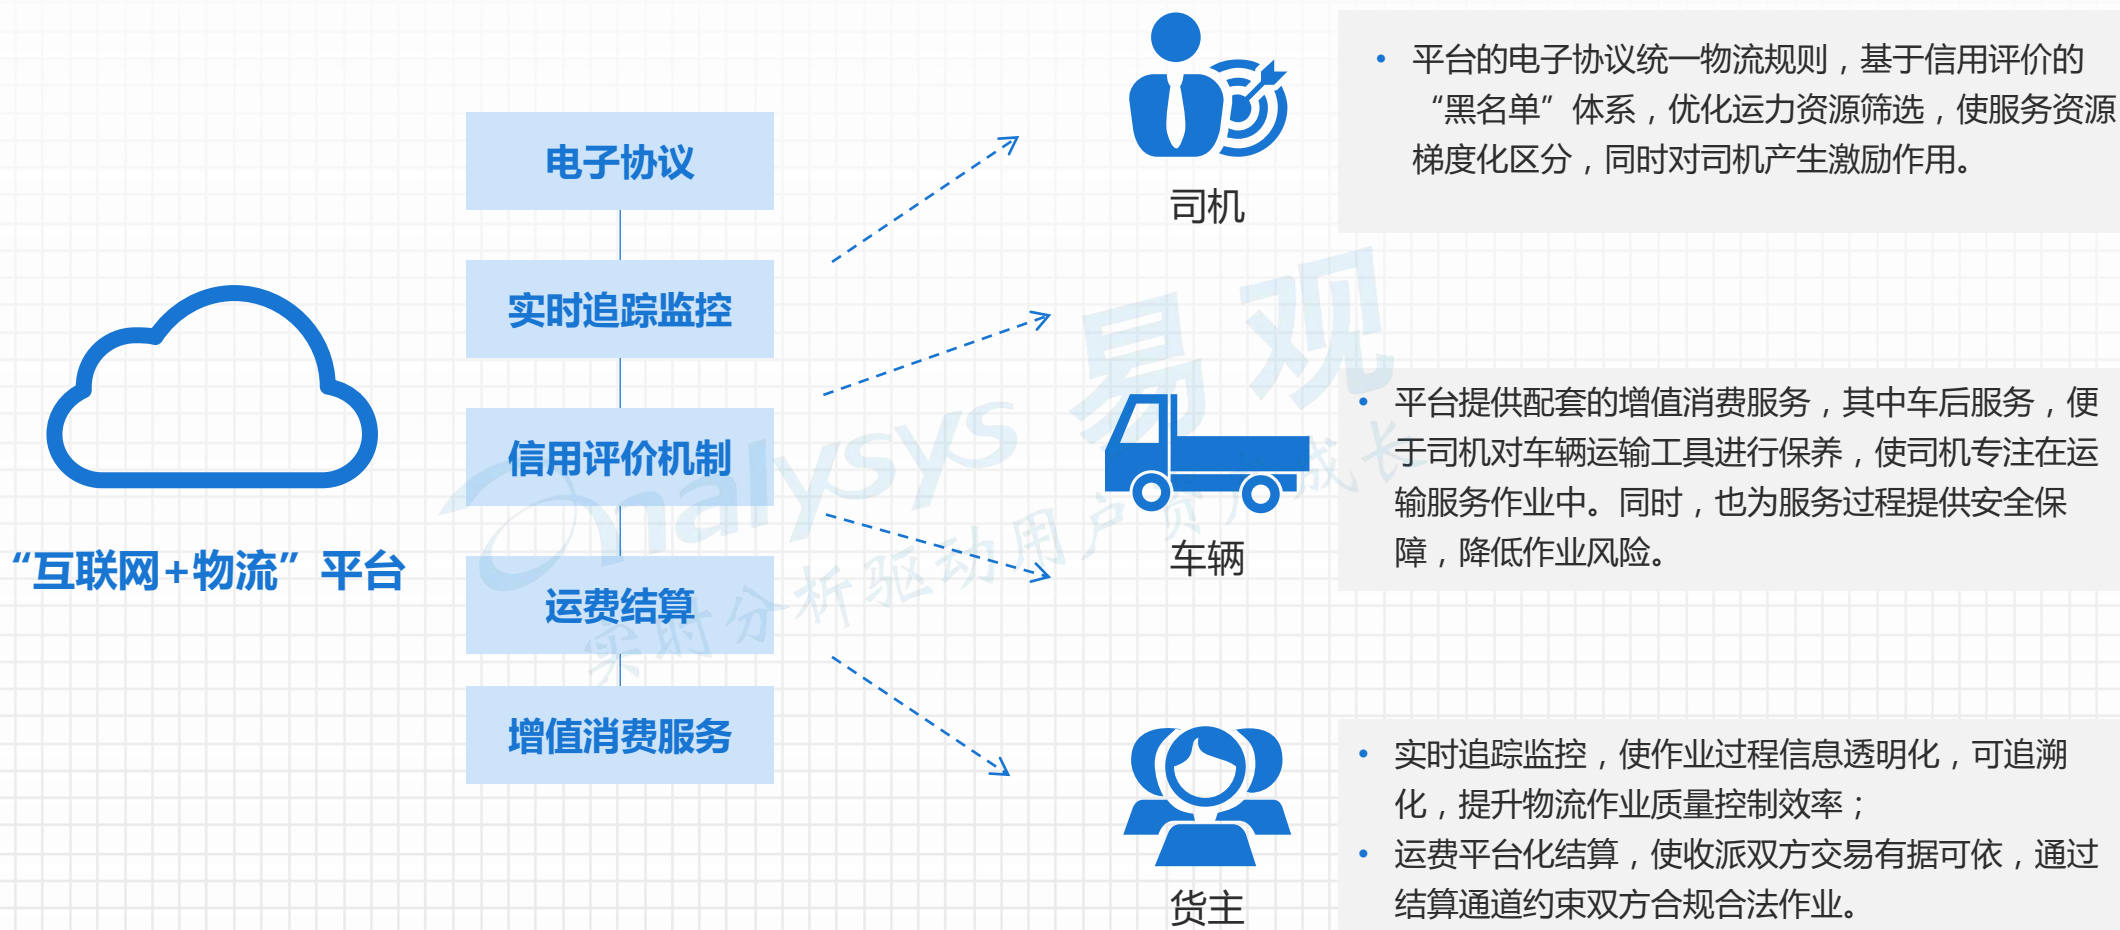 “互联网+物流”平台
电子协议
实时追踪监控
信用评价机制
运费结算
增值消费服务
司机
• 平台的电子协议统一物流规则，基于信用评价的
“黑名单”体系，优化运力资源筛选，使服务资源
梯度化区分，同时对司机产生激励作用。
车辆
• 平台提供配套的增值消费服务，其中车后服务，便
于司机对车辆运输工具进行保养，使司机专注在运
输服务作业中。同时，也为服务过程提供安全保
障，降低作业风险。
货主
• 实时追踪监控，使作业过程信息透明化，可追溯
化，提升物流作业质量控制效率；
• 运费平台化结算，使收派双方交易有据可依，通过
结算通道约束双方合规合法作业。
nalysys 易观
实时分析驱动用户资产成长